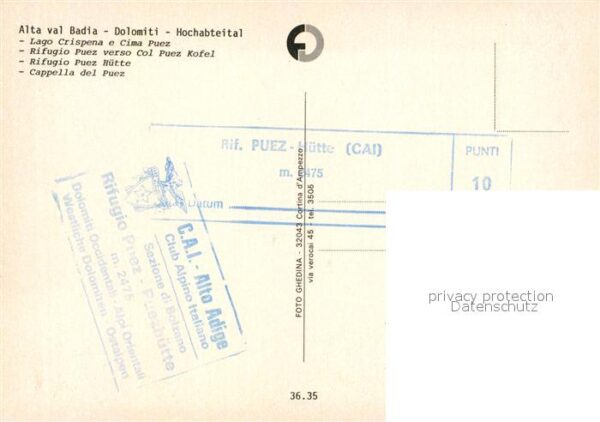 Alta val Badia - Dolomiti - Hochabteital
- Lago Crispena e Cima Puez
- Rifugio Puez verso Col Puez Kofel
- Rifugio Puez Hütte
- Cappella del Puez
Rif. PUEZ-Hütte (CAI)
m. 2475
PUNTI
10
Datum
C.A.I. - Alto Adige
Club Alpino Italiano
Sezione di Bolzano
Rifugio Puez - Puezhütte
m. 2475
Dolomiti Occidentali - Alpi Orientali
Westliche Dolomiten Ostalpen
FOTO GHEDINA - 32043 Cortina d'Ampezzo
via verocai 45 - tel. 3505
36.35
privacy protection
Datenschutz